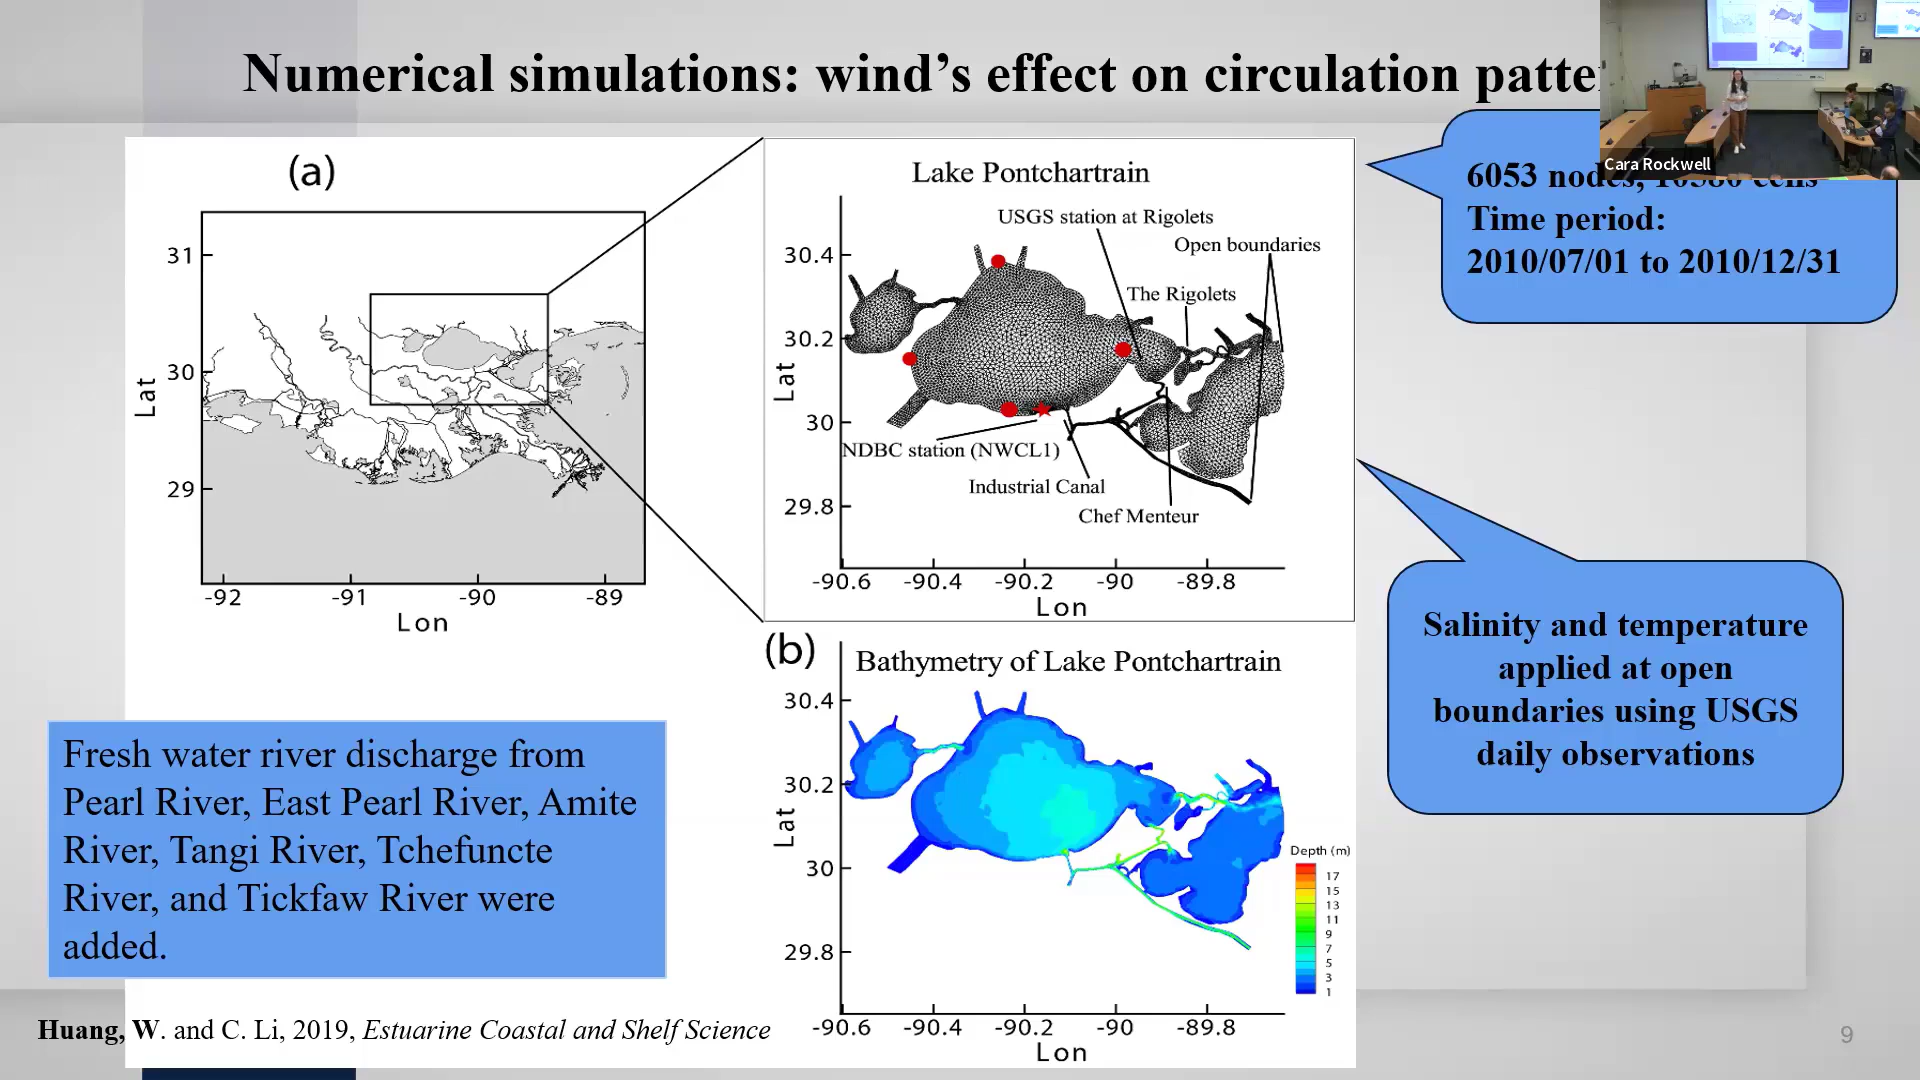 Numerical simulations: wind’s effect on circulation
Cara Rockwell
(a)
31
30
29
Lat
-92
-91
-90
-89
Lon
Lake Pontchartrain
USGS station at Rigolets
Open boundaries
The Rigolets
30.4
30.2
30
29.8
Lat
NDBC station (NWCL1)
Industrial Canal
Chef Menteur
-90.6
-90.4
-90.2
-90
-89.8
Lon
6053 nodes,
Time period:
2010/07/01 to 2010/12/31
Salinity and temperature
applied at open
boundaries using USGS
daily observations
(b)
Bathymetry of Lake Pontchartrain
30.4
30.2
30
29.8
Lat
Depth (m)
17
15
13
11
9
7
5
3
1
-90.6
-90.4
-90.2
-90
-89.8
Lon
Fresh water river discharge from
Pearl River, East Pearl River, Amite
River, Tangi River, Tchefuncte
River, and Tickfaw River were
added.
Huang, W. and C. Li, 2019, Estuarine Coastal and Shelf Science
9